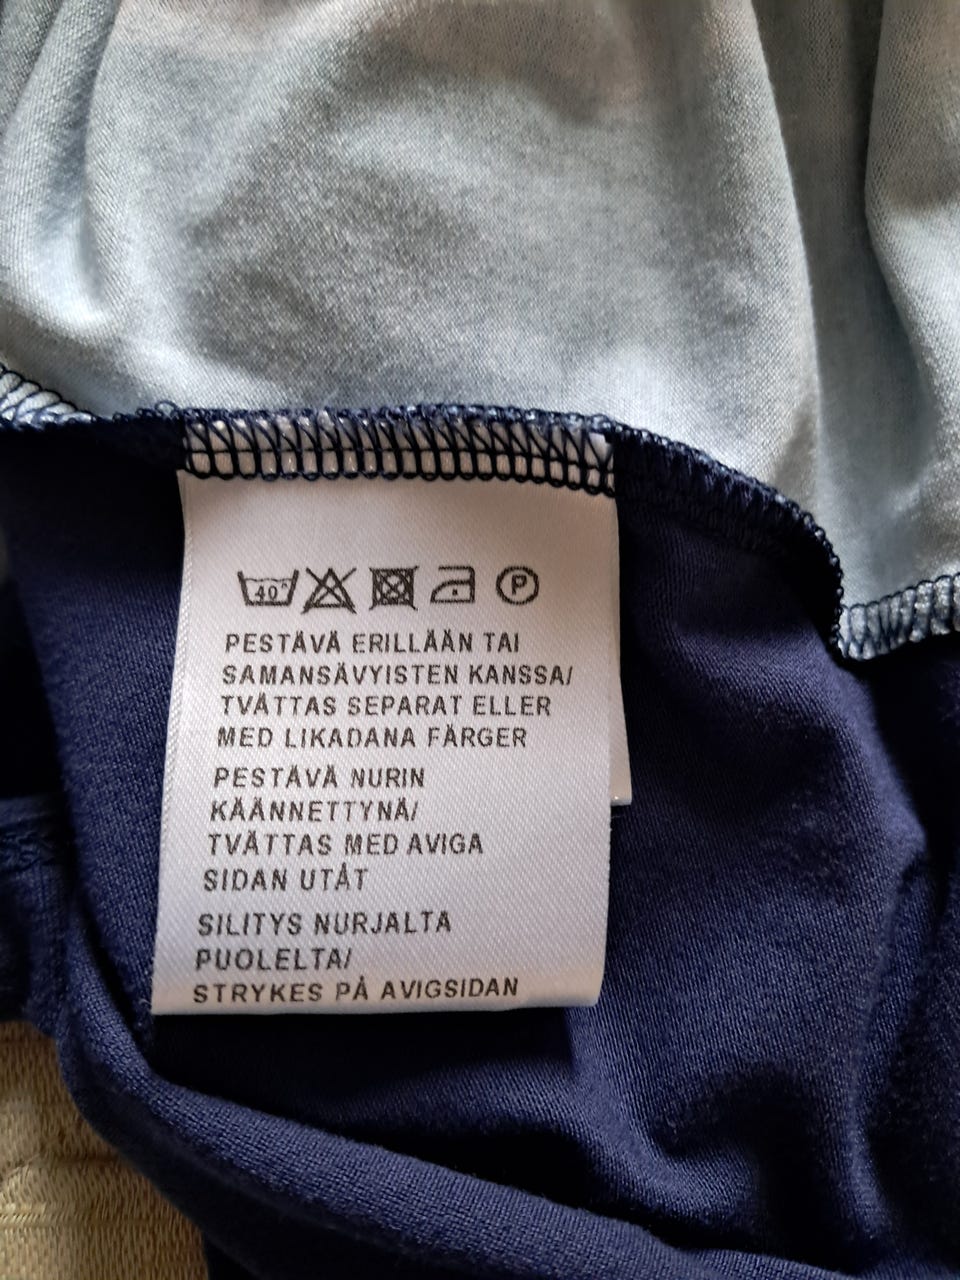 40°
P
PESTÄVÄ ERILLÄÄN TAI
SAMANSÄVYISTEN KANSSA/
TVÄTTAS SEPARAT ELLER
MED LIKADANA FÄRGER
PESTÄVÄ NURIN
KÄÄNNETTYNÄ/
TVÄTTAS MED AVIGA
SIDAN UTÅT
SILITYS NURJALTA
PUOLELTA/
STRYKES PÅ AVIGSIDAN